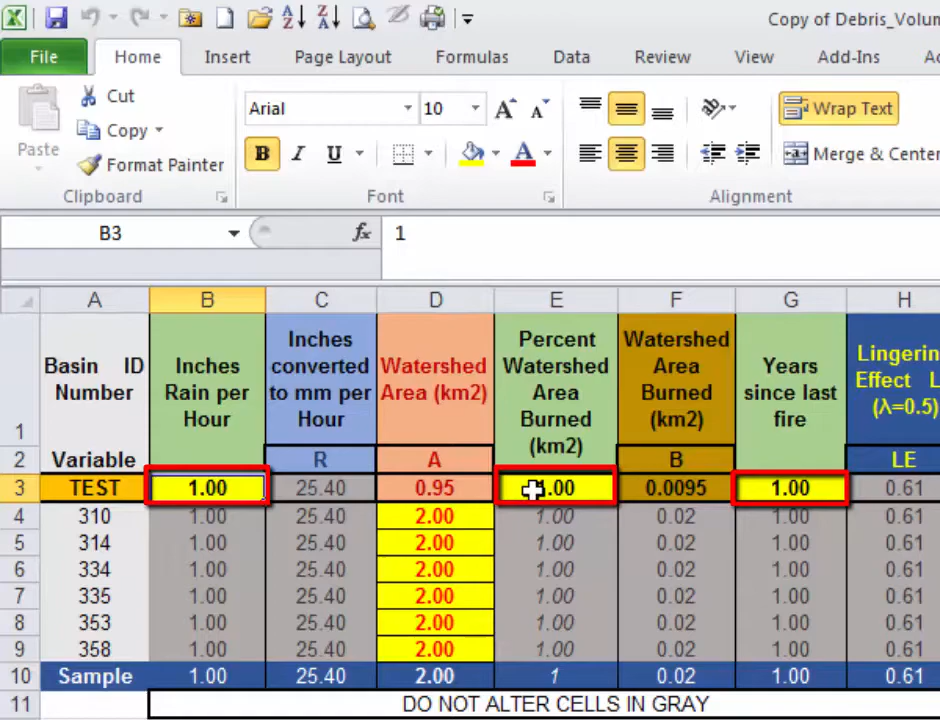 Copy of Debris_Volum
File Home Insert Page Layout Formulas Data Review View Add-Ins Ac
Paste
Cut
Copy
Format Painter
Clipboard
Arial 10
B I U A
Font
Wrap Text
Merge & Center
Alignment
B3 fx 1
A B C D E F G H
1 Basin ID Number Inches Rain per Hour Inches converted to mm per Hour Watershed Area (km2) Percent Watershed Area Burned (km2) Watershed Area Burned (km2) Years since last fire Lingerin Effect L (λ=0.5)
2 Variable R A B LE
3 TEST 1.00 25.40 0.95 .00 0.0095 1.00 0.61
4 310 1.00 25.40 2.00 1.00 0.02 1.00 0.61
5 314 1.00 25.40 2.00 1.00 0.02 1.00 0.61
6 334 1.00 25.40 2.00 1.00 0.02 1.00 0.61
7 335 1.00 25.40 2.00 1.00 0.02 1.00 0.61
8 353 1.00 25.40 2.00 1.00 0.02 1.00 0.61
9 358 1.00 25.40 2.00 1.00 0.02 1.00 0.61
10 Sample 1.00 25.40 2.00 1 0.02 1.00 0.61
11 DO NOT ALTER CELLS IN GRAY